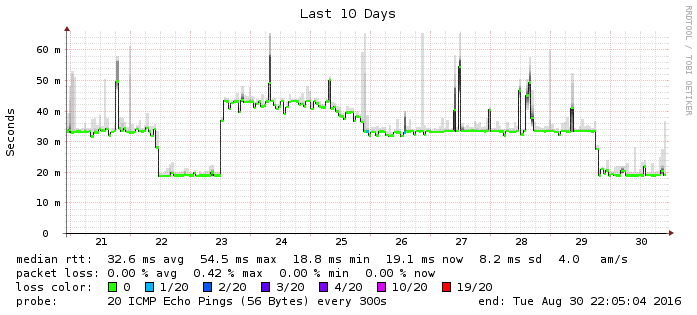 Last 10 Days
RRDTOOL / TOBI OETIKER
Seconds
60 m
50 m
40 m
30 m
20 m
10 m
0
21 22 23 24 25 26 27 28 29 30
median rtt: 32.6 ms avg 54.5 ms max 18.8 ms min 19.1 ms now 8.2 ms sd 4.0 am/s
packet loss: 0.00 % avg 0.42 % max 0.00 % min 0.00 % now
loss color: 0 1/20 2/20 3/20 4/20 10/20 19/20
probe: 20 ICMP Echo Pings (56 Bytes) every 300s end: Tue Aug 30 22:05:04 2016